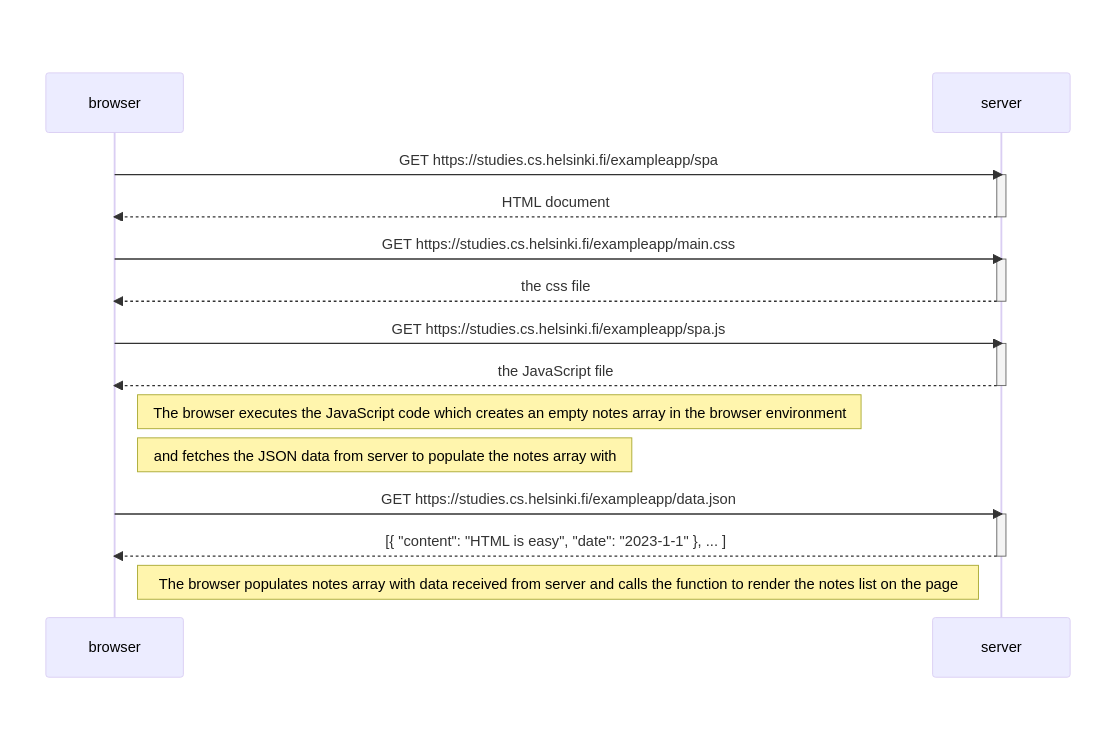 browser
server
GET https://studies.cs.helsinki.fi/exampleapp/spa
HTML document
GET https://studies.cs.helsinki.fi/exampleapp/main.css
the css file
GET https://studies.cs.helsinki.fi/exampleapp/spa.js
the JavaScript file
The browser executes the JavaScript code which creates an empty notes array in the browser environment
and fetches the JSON data from server to populate the notes array with
GET https://studies.cs.helsinki.fi/exampleapp/data.json
[{ "content": "HTML is easy", "date": "2023-1-1" }, ... ]
The browser populates notes array with data received from server and calls the function to render the notes list on the page
browser
server